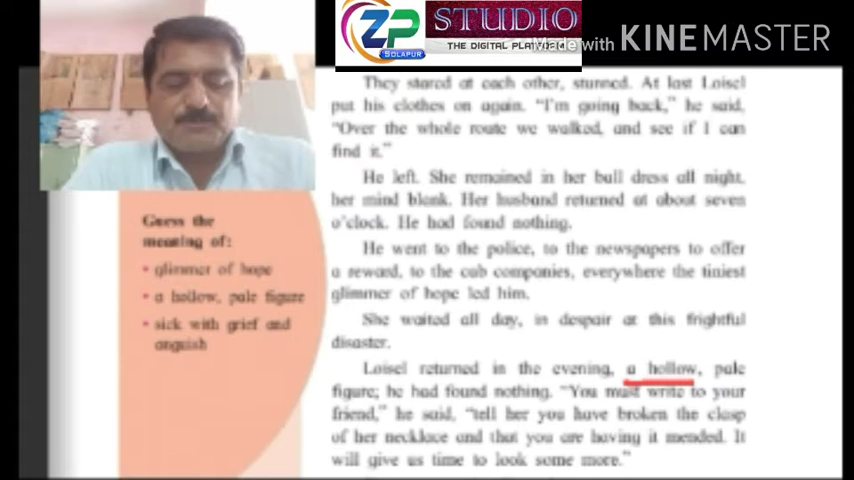 ZP
SOLAPUR
STUDIO
THE DIGITAL PLATFORM
Made with KINEMASTER
They stared at each other, stunned. At last Loisel
put his clothes on again. "I'm going back," he said,
"Over the whole route we walked, and see if I can
find it."
He left. She remained in her ball dress all night,
her mind blank. Her husband returned at about seven
o'clock. He had found nothing.
He went to the police, to the newspapers to offer
a reward, to the cab companies, everywhere the tiniest
glimmer of hope led him.
She waited all day, in despair at this frightful
disaster.
Loisel returned in the evening, a hollow, pale
figure; he had found nothing. "You must write to your
friend," he said, "tell her you have broken the clasp
of her necklace and that you are having it mended. It
will give us time to look some more."
Guess the
meaning of:
• glimmer of hope
• a hollow, pale figure
• sick with grief and
anguish